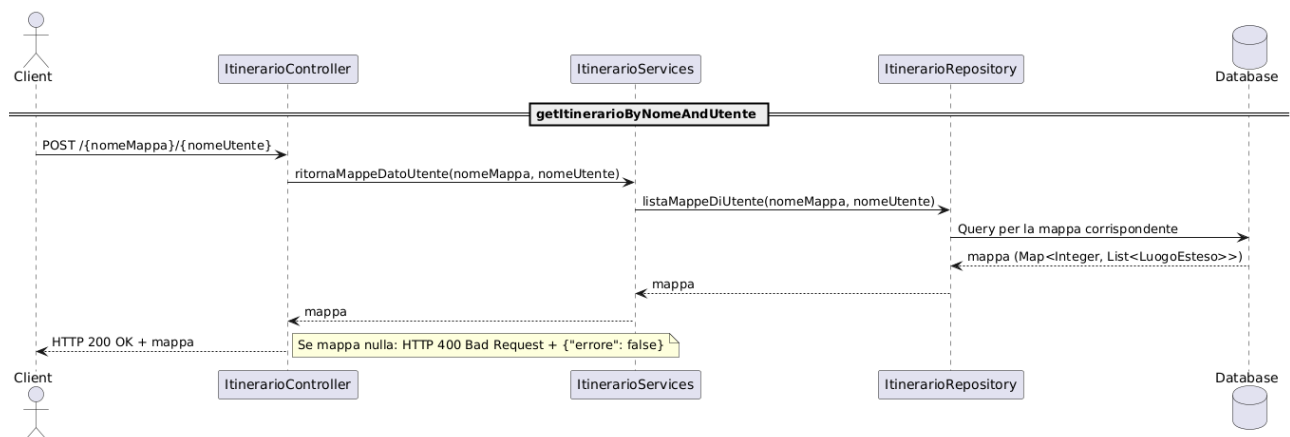 Client
ItinerarioController
ItinerarioServices
ItinerarioRepository
Database
getItinerarioByNomeAndUtente
POST /{nomeMappa}/{nomeUtente}
ritornaMappeDatoUtente(nomeMappa, nomeUtente)
listaMappeDiUtente(nomeMappa, nomeUtente)
Query per la mappa corrispondente
mappa (Map<Integer, List<LuogoEsteso>>)
mappa
mappa
HTTP 200 OK + mappa
Se mappa nulla: HTTP 400 Bad Request + {"errore": false}
Client
ItinerarioController
ItinerarioServices
ItinerarioRepository
Database